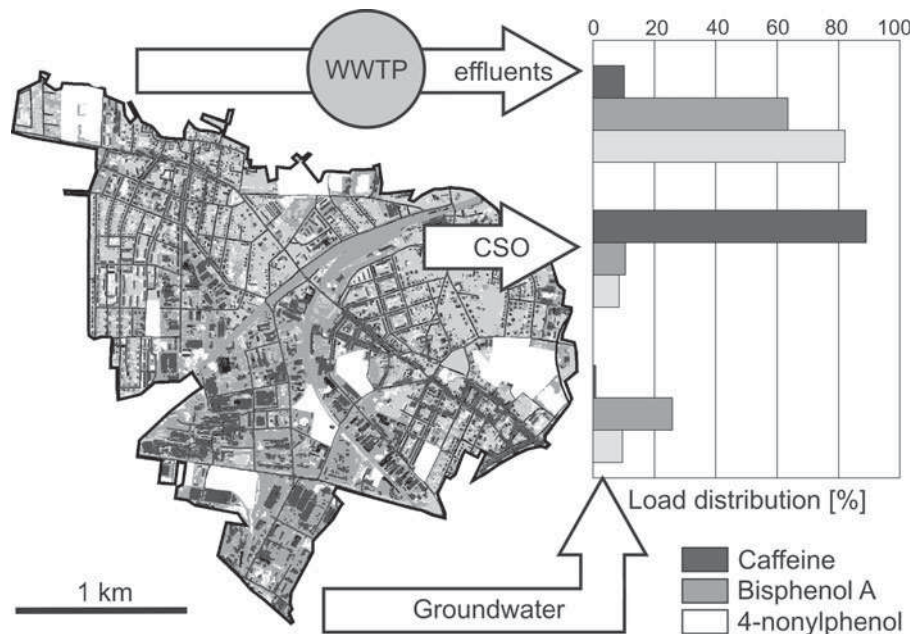 0 20 40 60 80 100
WWTP
effluents
CSO
Load distribution [%]
Caffeine
Bisphenol A
4-nonylphenol
1 km
Groundwater